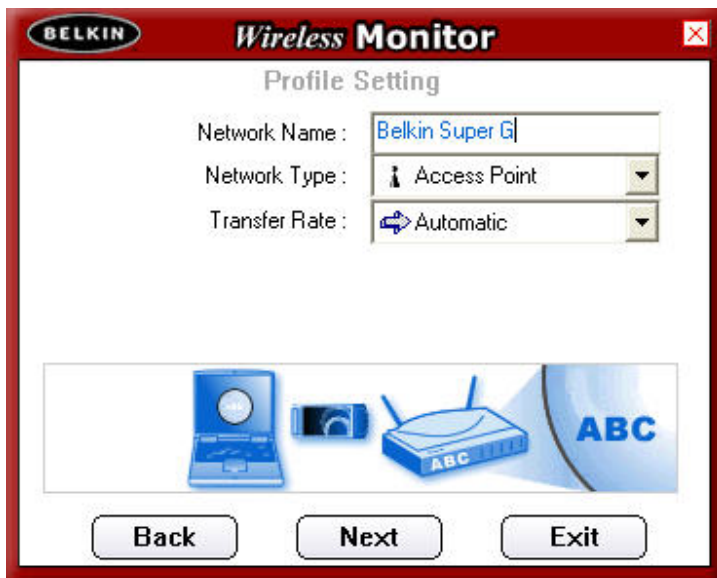 BELKIN Wireless Monitor
Profile Setting
Network Name : Belkin Super G
Network Type : Access Point
Transfer Rate : Automatic
ABC ABC
Back Next Exit